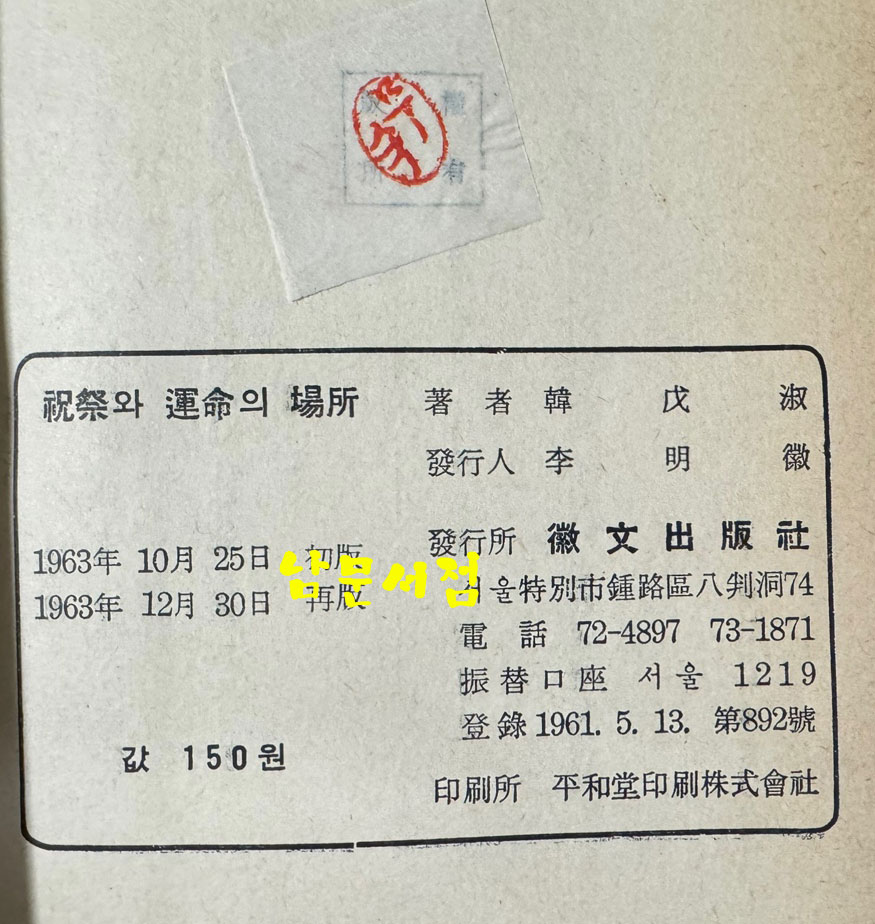 祝祭와 運命의 場所
1963年 10月 25日 初版
1963年 12月 30日 再版
값 150원
著者 韓戊淑
發行人 李明徽
發行所 徽文出版社
서울特別市鍾路區八判洞74
電話 72-4897 73-1871
振替口座 서울 1219
登錄 1961. 5. 13. 第892號
印刷所 平和堂印刷株式會社
남문서점